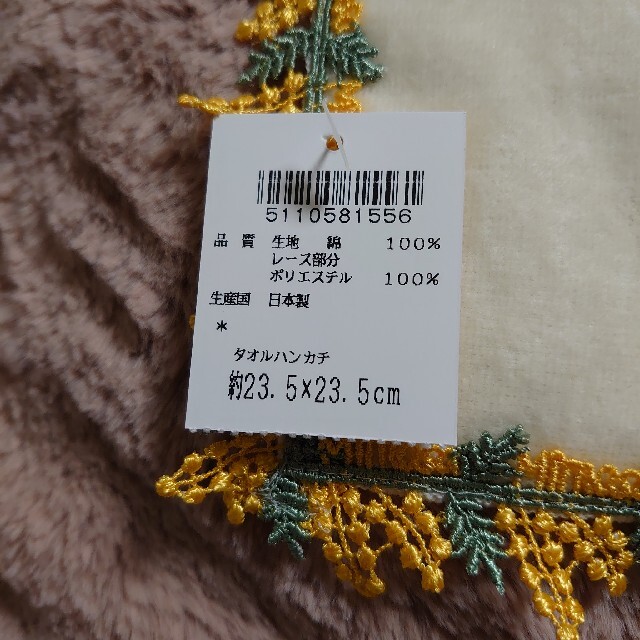 5110581556
品質 生地 綿 100%
レース部分
ポリエステル 100%
生産国 日本製
*
タオルハンカチ
約23.5×23.5cm